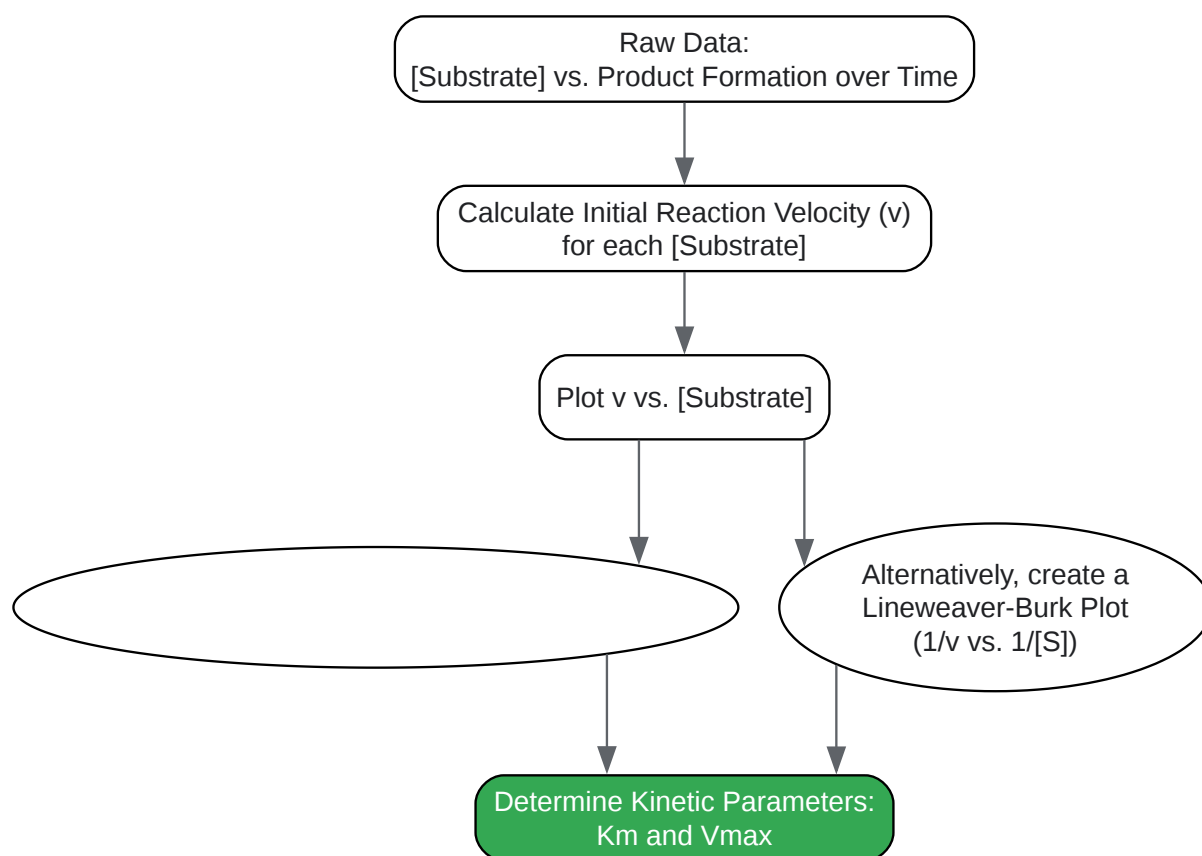 Raw Data:
[Substrate] vs. Product Formation over Time
Calculate Initial Reaction Velocity (v)
for each [Substrate]
Plot v vs. [Substrate]
Alternatively, create a
Lineweaver-Burk Plot
(1/v vs. 1/[S])
Determine Kinetic Parameters:
Km and Vmax